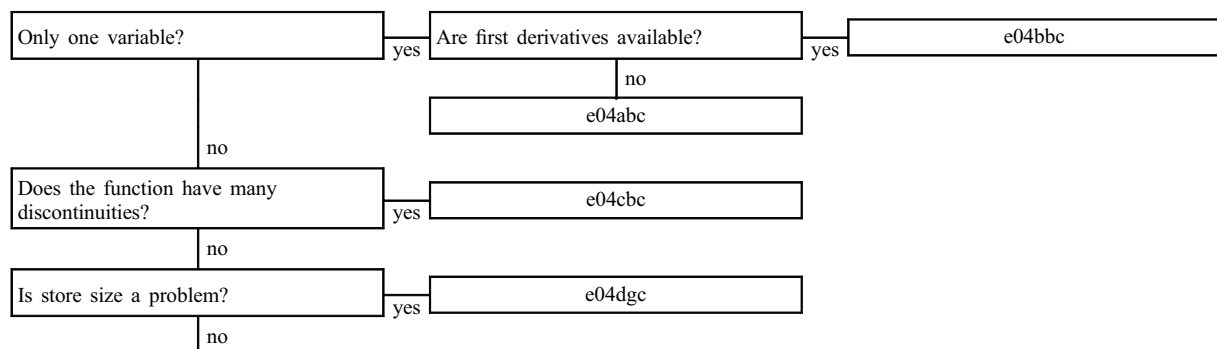 Only one variable?
yes
Are first derivatives available?
yes
e04bbc
no
e04abc
no
Does the function have many
discontinuities?
yes
e04cbc
no
Is store size a problem?
yes
e04dgc
no